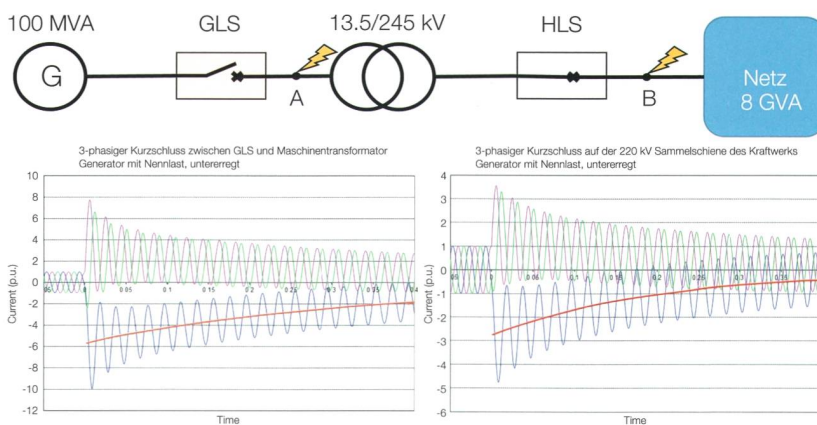 100 MVA
GLS
13.5/245 kV
HLS
G
A
B
Netz
8 GVA
3-phasiger Kurzschluss zwischen GLS und Maschinentransformator
Generator mit Nennlast, untererregt
10
8
6
4
2
0
-2
-4
-6
-8
-10
-12
Current (p.u.)
05
0
0.05
0.1
0.15
0.2
0.25
0.3
0.35
0.4
Time
3-phasiger Kurzschluss auf der 220 kV Sammelschiene des Kraftwerks
Generator mit Nennlast, untererregt
4
3
2
1
0
-1
-2
-3
-4
-5
-6
Current (p.u.)
05
0
0.05
0.1
0.15
0.2
0.25
0.3
0.35
Time